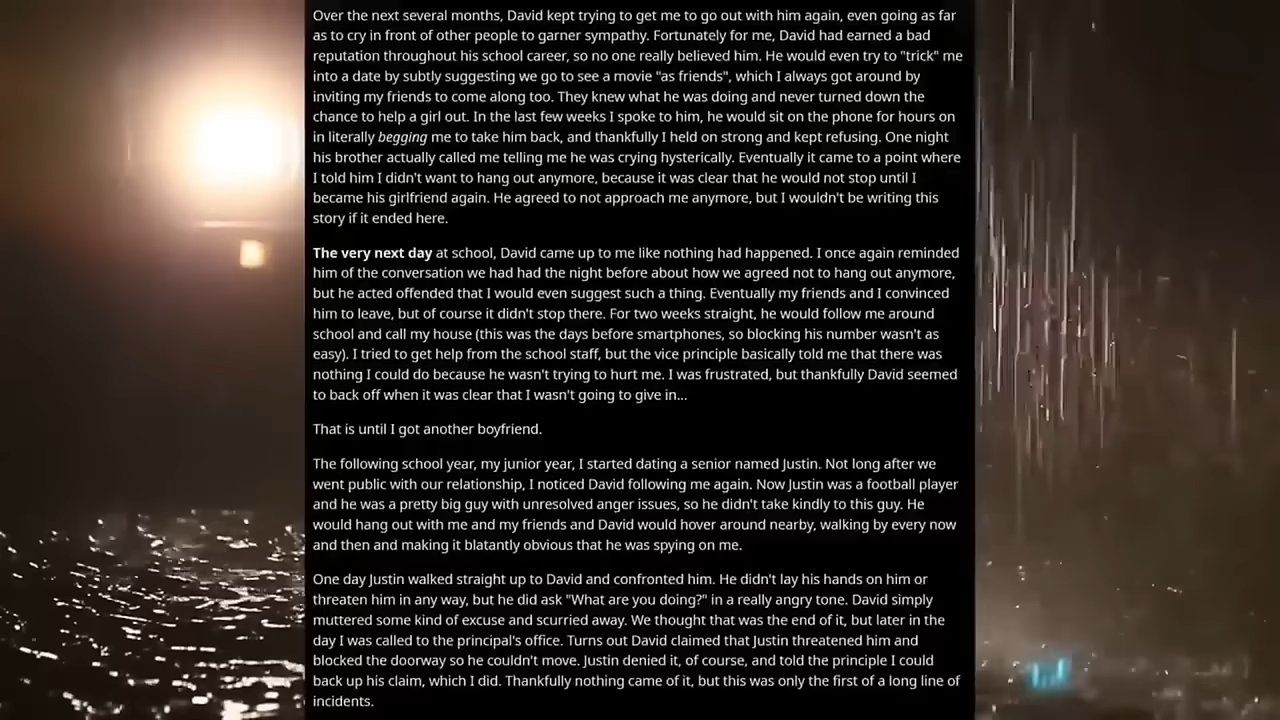 Over the next several months, David kept trying to get me to go out with him again, even going as far
as to cry in front of other people to garner sympathy. Fortunately for me, David had earned a bad
reputation throughout his school career, so no one really believed him. He would even try to "trick" me
into a date by subtly suggesting we go to see a movie "as friends", which I always got around by
inviting my friends to come along too. They knew what he was doing and never turned down the
chance to help a girl out. In the last few weeks I spoke to him, he would sit on the phone for hours on
in literally begging me to take him back, and thankfully I held on strong and kept refusing. One night
his brother actually called me telling me he was crying hysterically. Eventually it came to a point where
I told him I didn't want to hang out anymore, because it was clear that he would not stop until I
became his girlfriend again. He agreed to not approach me anymore, but I wouldn't be writing this
story if it ended here.
The very next day at school, David came up to me like nothing had happened. I once again reminded
him of the conversation we had had the night before about how we agreed not to hang out anymore,
but he acted offended that I would even suggest such a thing. Eventually my friends and I convinced
him to leave, but of course it didn't stop there. For two weeks straight, he would follow me around
school and call my house (this was the days before smartphones, so blocking his number wasn't as
easy). I tried to get help from the school staff, but the vice principle basically told me that there was
nothing I could do because he wasn't trying to hurt me. I was frustrated, but thankfully David seemed
to back off when it was clear that I wasn't going to give in...
That is until I got another boyfriend.
The following school year, my junior year, I started dating a senior named Justin. Not long after we
went public with our relationship, I noticed David following me again. Now Justin was a football player
and he was a pretty big guy with unresolved anger issues, so he didn't take kindly to this guy. He
would hang out with me and my friends and David would hover around nearby, walking by every now
and then and making it blatantly obvious that he was spying on me.
One day Justin walked straight up to David and confronted him. He didn't lay his hands on him or
threaten him in any way, but he did ask "What are you doing?" in a really angry tone. David simply
muttered some kind of excuse and scurried away. We thought that was the end of it, but later in the
day I was called to the principal's office. Turns out David claimed that Justin threatened him and
blocked the doorway so he couldn't move. Justin denied it, of course, and told the principle I could
back up his claim, which I did. Thankfully nothing came of it, but this was only the first of a long line of
incidents.